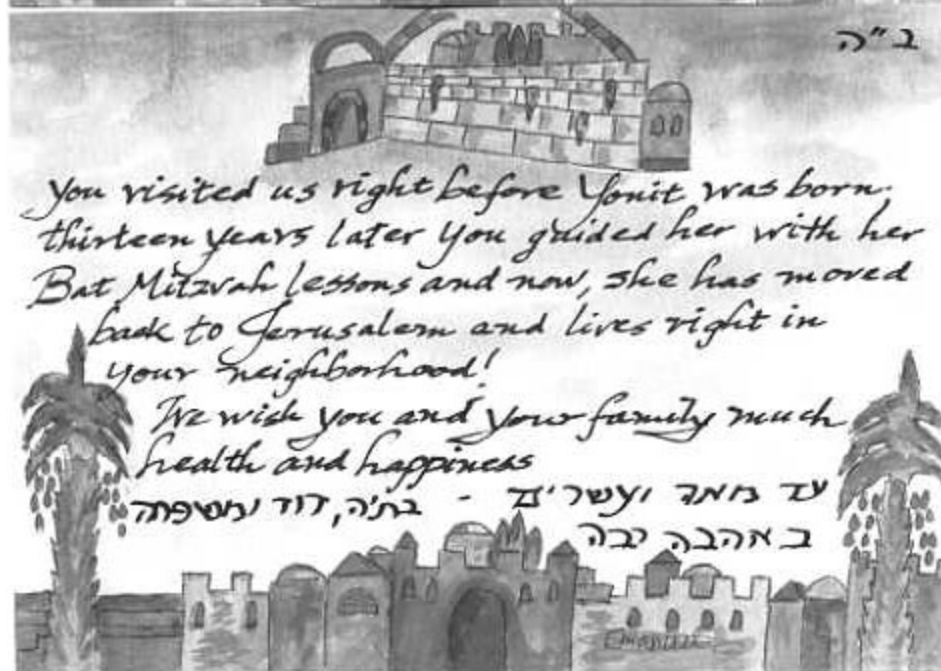 ב"ה
You visited us right before Yonit was born.
thirteen years later you guided her with her
Bat Mitzvah lessons and now, she has moved
back to Jerusalem and lives right in
your neighborhood!
We wish you and your family much
health and happiness
עד מאה ועשרים - בתיה, דוד ומשפחה
באהבה רבה